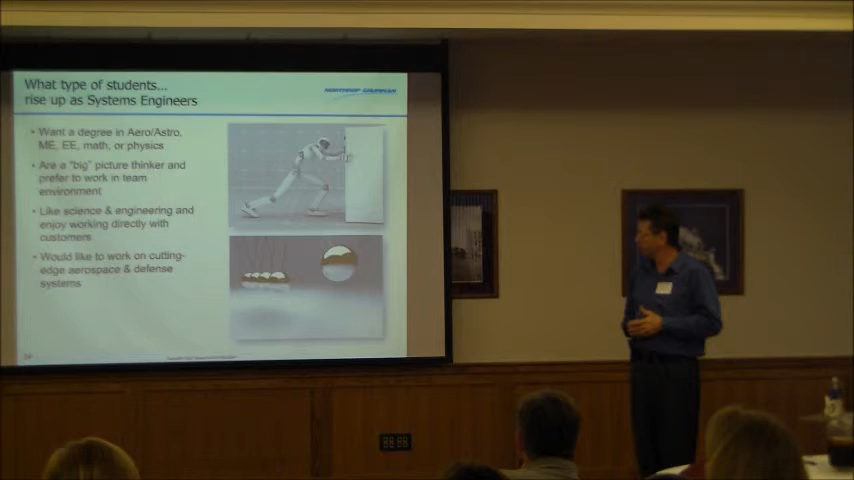 What type of students...
rise up as Systems Engineers
NORTHROP GRUMMAN
• Want a degree in Aero/Astro,
ME, EE, math, or physics
• Are a "big" picture thinker and
prefer to work in team
environment
• Like science & engineering and
enjoy working directly with
customers
• Would like to work on cutting-
edge aerospace & defense
systems